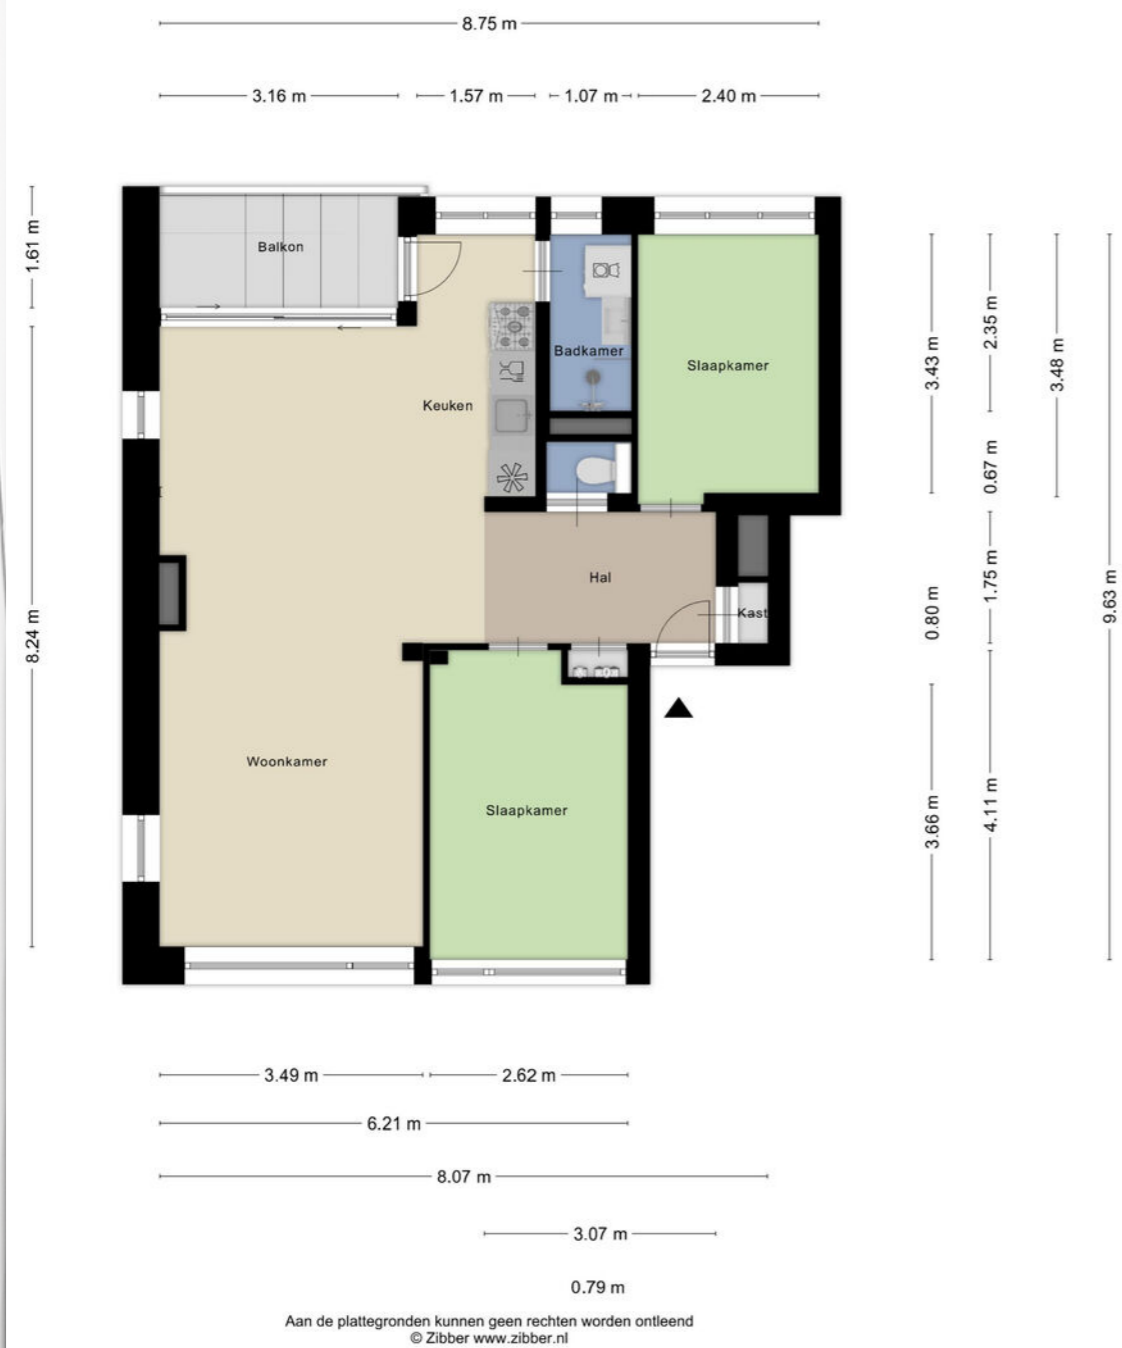 8.75 m
3.16 m
1.57 m
1.07 m
2.40 m
1.61 m
Balkon
2.35 m
3.43 m
3.48 m
Badkamer
Slaapkamer
Keuken
0.67 m
Hal
1.75 m
9.63 m
0.80 m
Kast
8.24 m
Woonkamer
Slaapkamer
4.11 m
3.66 m
3.49 m
2.62 m
6.21 m
8.07 m
3.07 m
0.79 m
Aan de plattegronden kunnen geen rechten worden ontleend
© Zibber www.zibber.nl